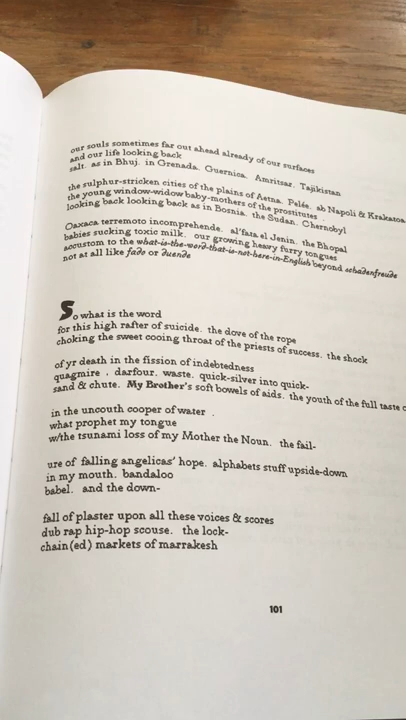 our souls sometimes far out ahead already of our surfaces
and our life looking back
salt. as in Bhuj. in Grenada. Guernica. Amritsar. Tajikistan
the sulphur-stricken cities of the plains of Aetna. Pelée. ab Napoli & Krakatoa
the young window-widow baby-mothers of the prostitutes .
looking back looking back as in Bosnia. the Sudan. Chernobyl
Oaxaca terremoto incomprehende. al'fata el Jenin. the Bhopal
babies sucking toxic milk. our growing heavy furry tongues
accustom to the what-is-the-word-that-is-not-here-in-English beyond schadenfreude
not at all like fado or duende
So what is the word
for this high rafter of suicide. the dove of the rope
choking the sweet cooing throat of the priests of success. the shock
of yr death in the fission of indebtedness
quagmire . darfour. waste. quick-silver into quick-
sand & chute. My Brother's soft bowels of aids. the youth of the full taste
in the uncouth cooper of water .
what prophet my tongue
w/the tsunami loss of my Mother the Noun. the fail-
ure of falling angelicas' hope. alphabets stuff upside-down
in my mouth. bandaloo
babel. and the down-
fall of plaster upon all these voices & scores
dub rap hip-hop scouse. the lock-
chain(ed) markets of marrakesh
101